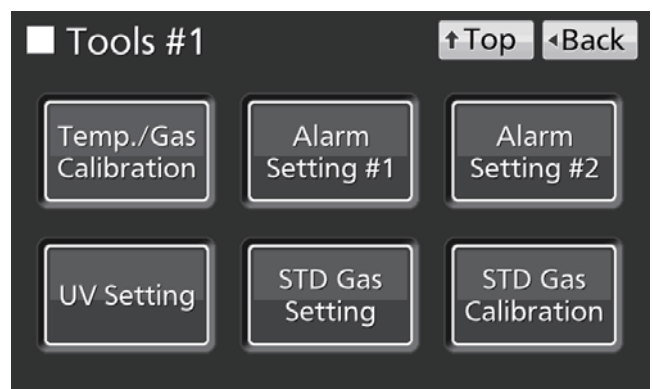 Tools #1
↑Top ◂Back
Temp./Gas
Calibration
Alarm
Setting #1
Alarm
Setting #2
UV Setting
STD Gas
Setting
STD Gas
Calibration